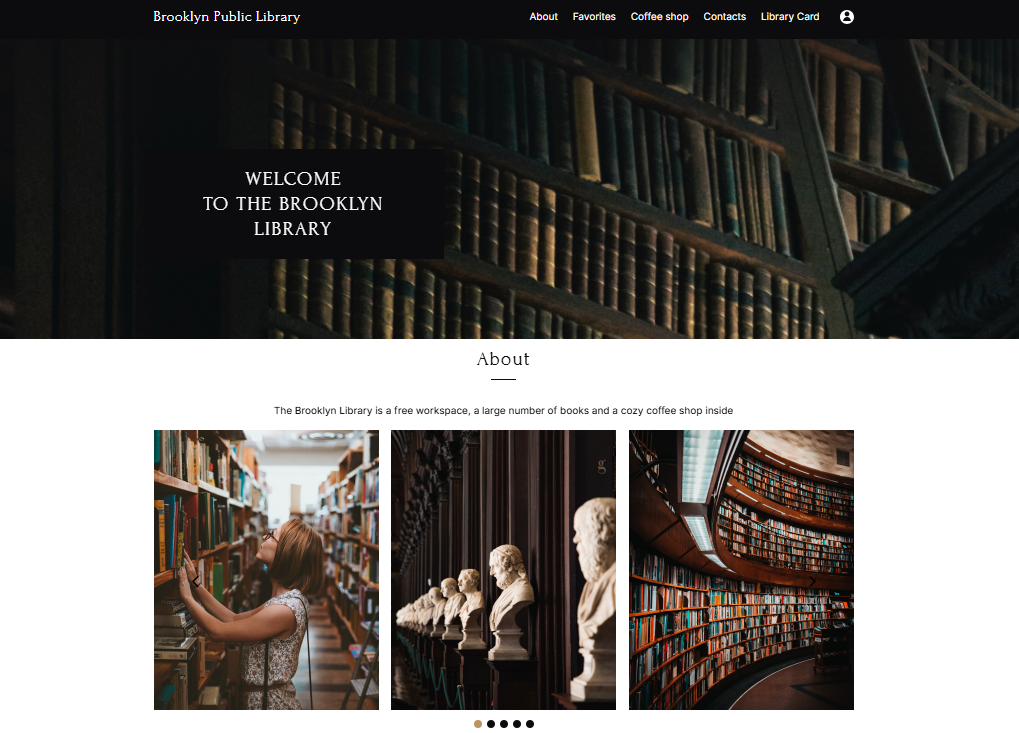 Brooklyn Public Library
About Favorites Coffee shop Contacts Library Card
WELCOME
TO THE BROOKLYN
LIBRARY
About
The Brooklyn Library is a free workspace, a large number of books and a cozy coffee shop inside